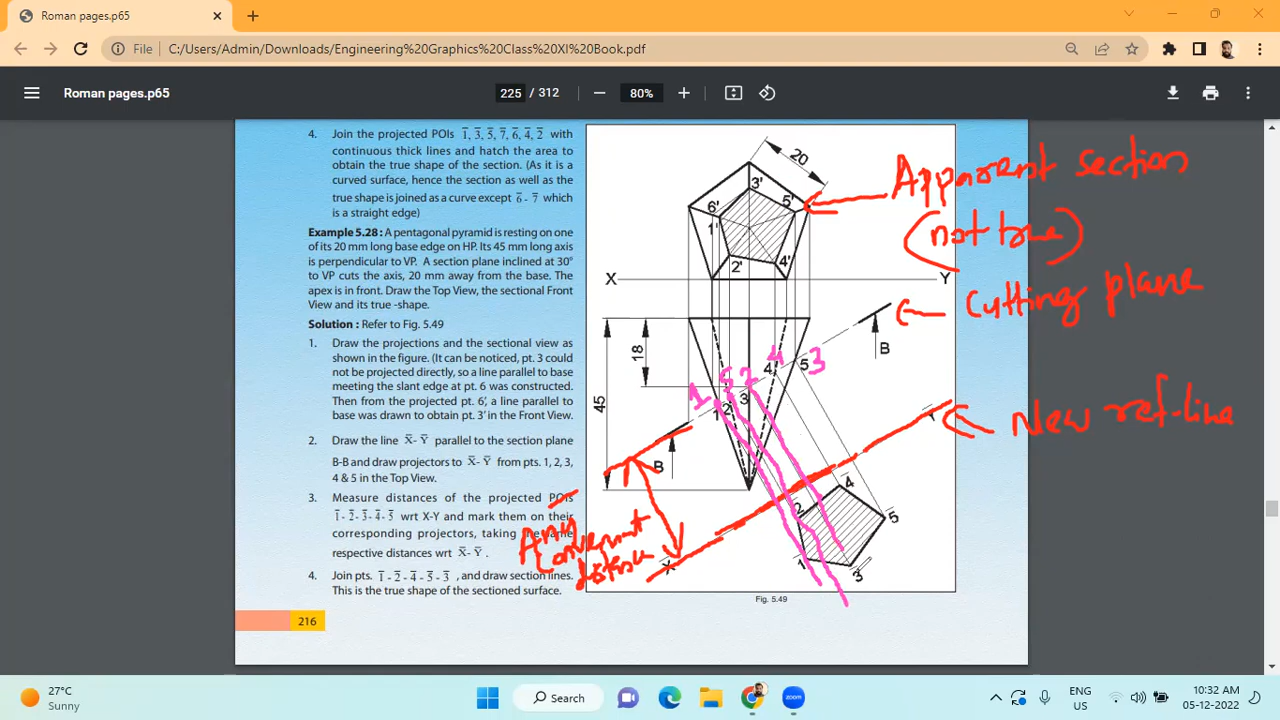 Roman pages.p65
File C:/Users/Admin/Downloads/Engineering%20Graphics%20Class%20XI%20Book.pdf
Roman pages.p65
225 / 312
80%
4. Join the projected POIs 1̅, 3̅, 5̅, 7̅, 6̅, 4̅, 2̅ with
continuous thick lines and hatch the area to
obtain the true shape of the section. (As it is a
curved surface, hence the section as well as the
true shape is joined as a curve except 6̅ - 7̅ which
is a straight edge)
Example 5.28 : A pentagonal pyramid is resting on one
of its 20 mm long base edge on HP. Its 45 mm long axis
is perpendicular to VP. A section plane inclined at 30°
to VP cuts the axis, 20 mm away from the base. The
apex is in front. Draw the Top View, the sectional Front
View and its true -shape.
Solution : Refer to Fig. 5.49
1. Draw the projections and the sectional view as
shown in the figure. (It can be noticed, pt. 3 could
not be projected directly, so a line parallel to base
meeting the slant edge at pt. 6 was constructed.
Then from the projected pt. 6', a line parallel to
base was drawn to obtain pt. 3' in the Front View.
2. Draw the line X̅- Y̅ parallel to the section plane
B-B and draw projectors to X̅- Y̅ from pts. 1, 2, 3,
4 & 5 in the Top View.
3. Measure distances of the projected POIs
1̅ - 2̅ - 3̅ - 4̅ - 5̅ wrt X-Y and mark them on their
corresponding projectors, taking the same
respective distances wrt X̅- Y̅.
4. Join pts. 1̅ - 2̅ - 4̅ - 5̅ - 3̅, and draw section lines.
This is the true shape of the sectioned surface.
216
20
3'
6' 5'
1'
2' 4'
X Y
18
45
B
B
4 5
1 2 3
1 5 2 4 3
X Y
4
2 5
1 3
Fig. 5.49
Apparent section
(not true)
Cutting plane
New ref-line
Any
convenient
distance
27°C
Sunny
Search
ENG
US
10:32 AM
05-12-2022